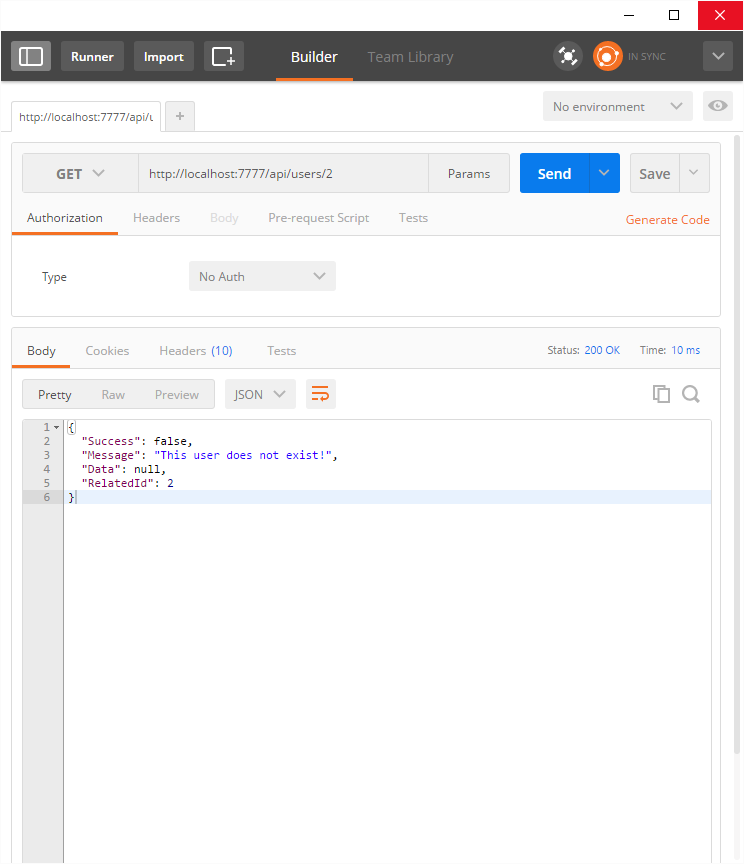 Runner Import Builder Team Library IN SYNC
http://localhost:7777/api/u + No environment
GET http://localhost:7777/api/users/2 Params Send Save
Authorization Headers Body Pre-request Script Tests Generate Code
Type No Auth
Body Cookies Headers (10) Tests Status: 200 OK Time: 10 ms
Pretty Raw Preview JSON
1 {
2 "Success": false,
3 "Message": "This user does not exist!",
4 "Data": null,
5 "RelatedId": 2
6 }